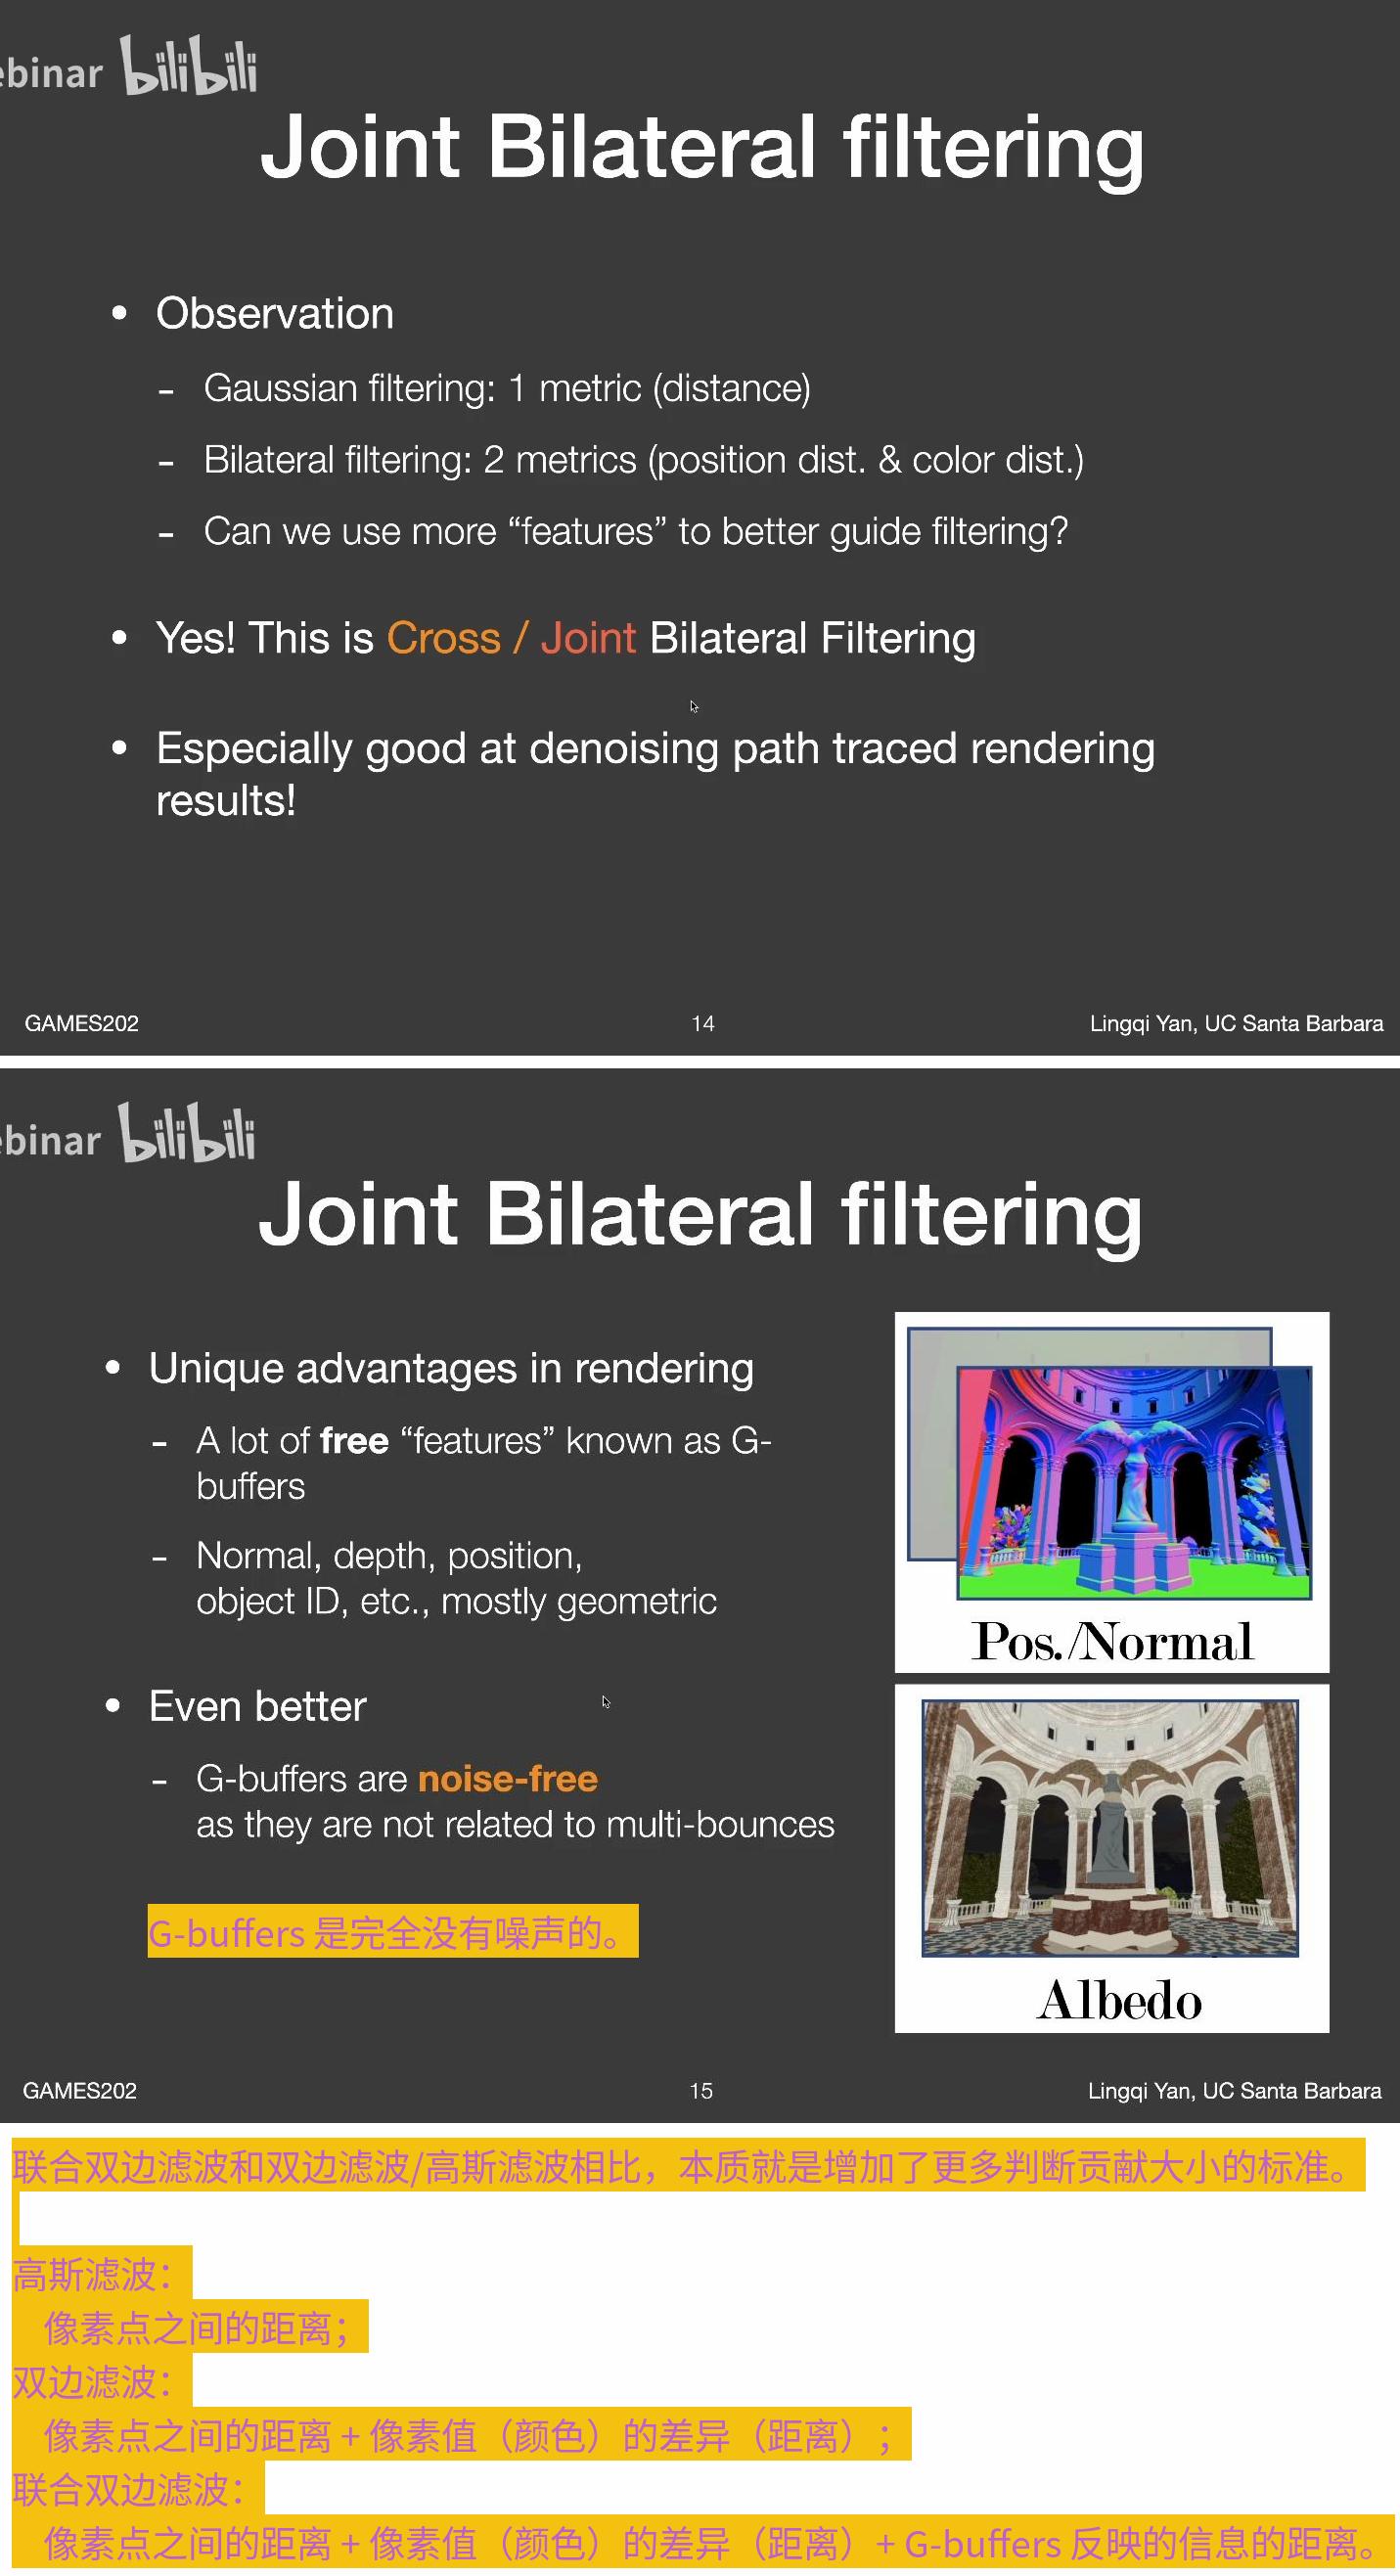 ebinar bilibili
Joint Bilateral filtering
• Observation
- Gaussian filtering: 1 metric (distance)
- Bilateral filtering: 2 metrics (position dist. & color dist.)
- Can we use more “features” to better guide filtering?
• Yes! This is Cross / Joint Bilateral Filtering
• Especially good at denoising path traced rendering
results!
GAMES202 14 Lingqi Yan, UC Santa Barbara
ebinar bilibili
Joint Bilateral filtering
• Unique advantages in rendering
- A lot of free “features” known as G-
buffers
- Normal, depth, position,
object ID, etc., mostly geometric
Pos./Normal
• Even better
- G-buffers are noise-free
as they are not related to multi-bounces
G-buffers 是完全没有噪声的。
Albedo
GAMES202 15 Lingqi Yan, UC Santa Barbara
联合双边滤波和双边滤波/高斯滤波相比，本质就是增加了更多判断贡献大小的标准。
高斯滤波：
像素点之间的距离；
双边滤波：
像素点之间的距离 + 像素值（颜色）的差异（距离）；
联合双边滤波：
像素点之间的距离 + 像素值（颜色）的差异（距离）+ G-buffers 反映的信息的距离。